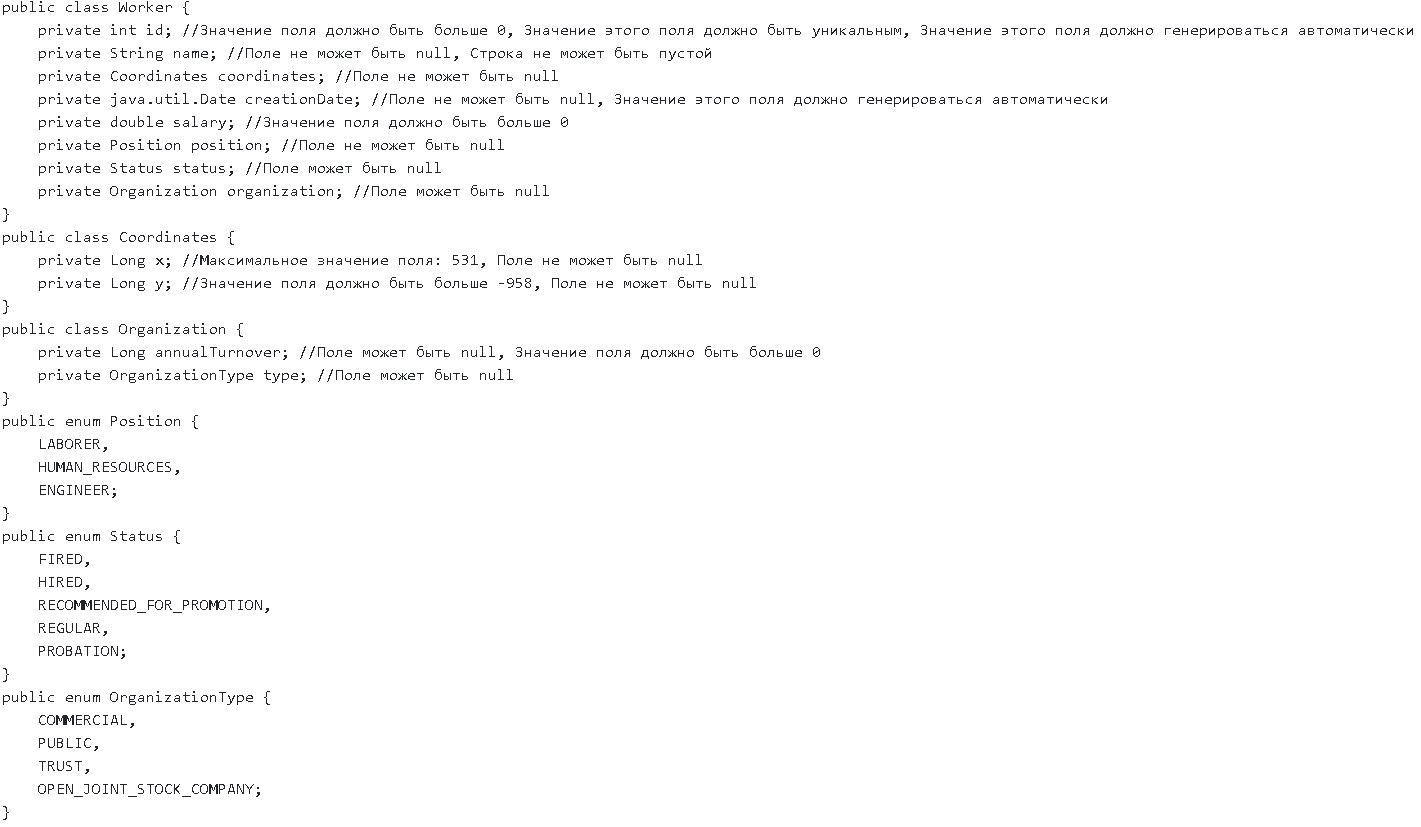 public class Worker {
    private int id; //Значение поля должно быть больше 0, Значение этого поля должно быть уникальным, Значение этого поля должно генерироваться автоматически
    private String name; //Поле не может быть null, Строка не может быть пустой
    private Coordinates coordinates; //Поле не может быть null
    private java.util.Date creationDate; //Поле не может быть null, Значение этого поля должно генерироваться автоматически
    private double salary; //Значение поля должно быть больше 0
    private Position position; //Поле не может быть null
    private Status status; //Поле может быть null
    private Organization organization; //Поле может быть null
}
public class Coordinates {
    private Long x; //Максимальное значение поля: 531, Поле не может быть null
    private Long y; //Значение поля должно быть больше -958, Поле не может быть null
}
public class Organization {
    private Long annualTurnover; //Поле может быть null, Значение поля должно быть больше 0
    private OrganizationType type; //Поле может быть null
}
public enum Position {
    LABORER,
    HUMAN_RESOURCES,
    ENGINEER;
}
public enum Status {
    FIRED,
    HIRED,
    RECOMMENDED_FOR_PROMOTION,
    REGULAR,
    PROBATION;
}
public enum OrganizationType {
    COMMERCIAL,
    PUBLIC,
    TRUST,
    OPEN_JOINT_STOCK_COMPANY;
}